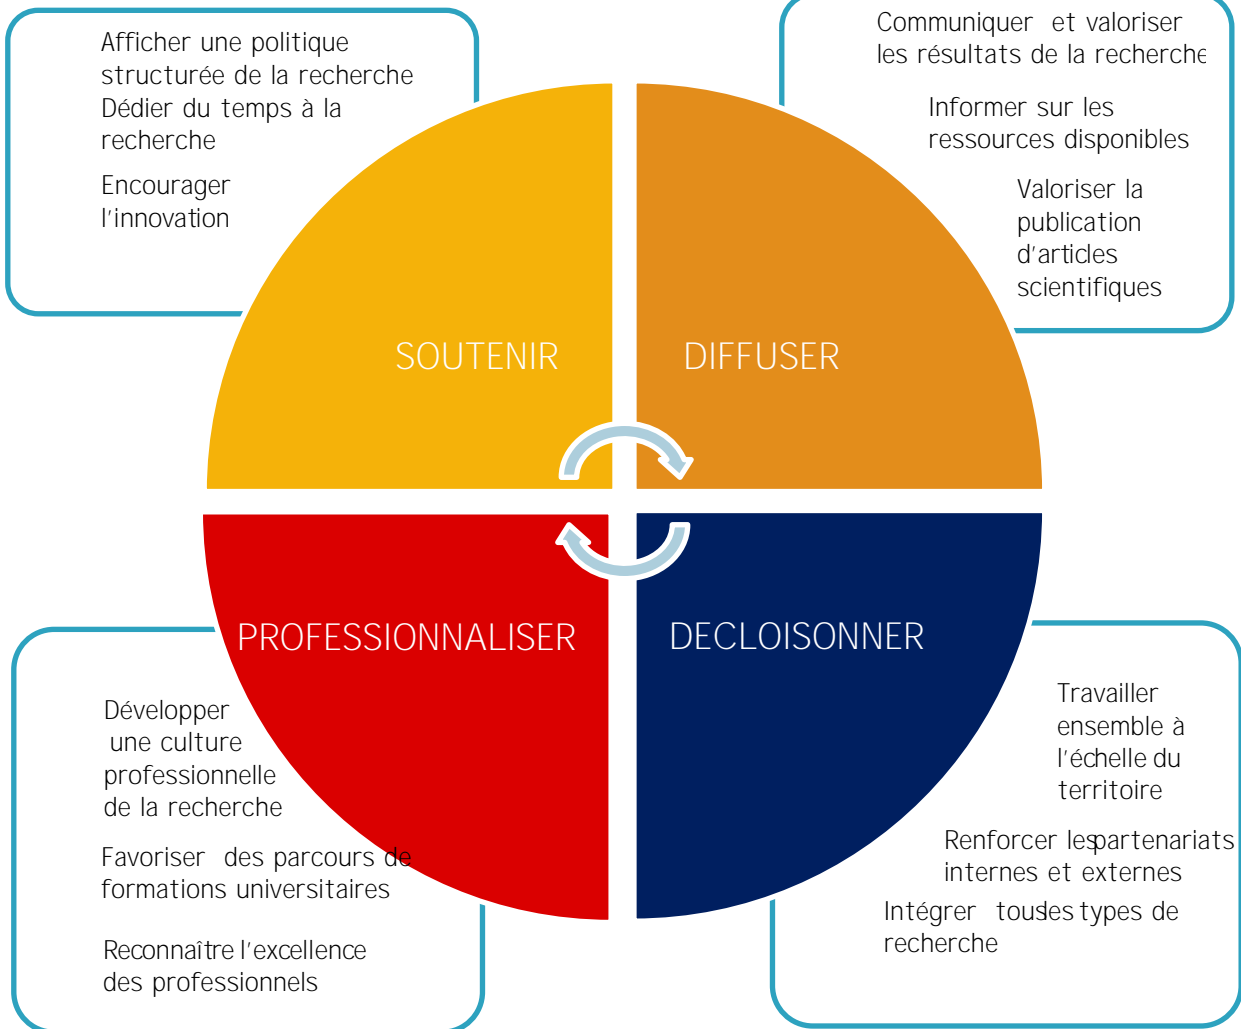 Afficher une politique
structurée de la recherche
Dédier du temps à la
recherche
Encourager
l'innovation
Communiquer et valoriser
les résultats de la recherche
Informer sur les
ressources disponibles
Valoriser la
publication
d'articles
scientifiques
SOUTENIR
DIFFUSER
PROFESSIONNALISER
DECLOISONNER
Développer
une culture
professionnelle
de la recherche
Favoriser des parcours de
formations universitaires
Reconnaître l'excellence
des professionnels
Travailler
ensemble à
l'échelle du
territoire
Renforcer les partenariats
internes et externes
Intégrer tous les types de
recherche